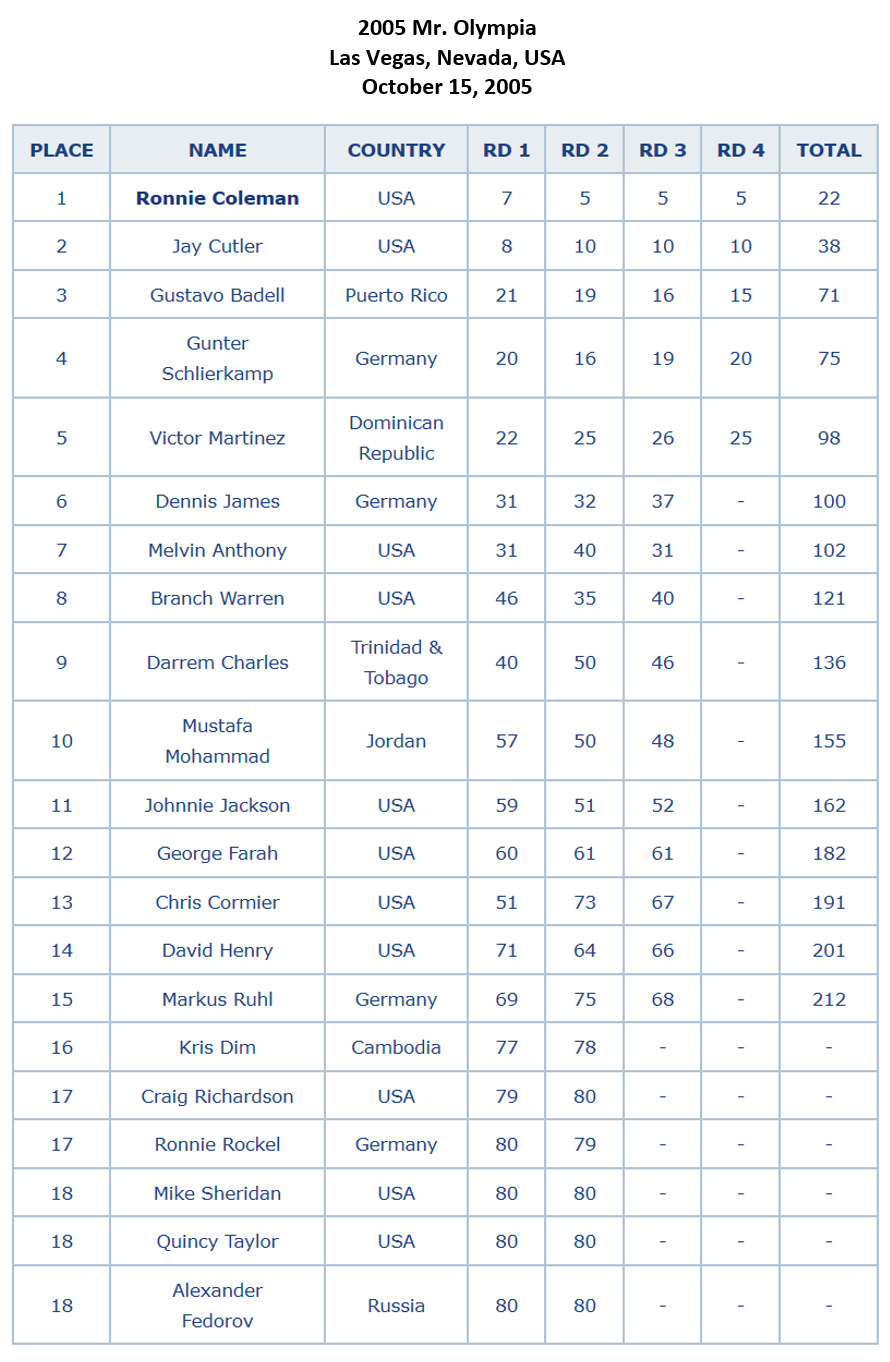 2005 Mr. Olympia
Las Vegas, Nevada, USA
October 15, 2005
PLACE NAME COUNTRY RD 1 RD 2 RD 3 RD 4 TOTAL
1 Ronnie Coleman USA 7 5 5 5 22
2 Jay Cutler USA 8 10 10 10 38
3 Gustavo Badell Puerto Rico 21 19 16 15 71
4 Gunter Schlierkamp Germany 20 16 19 20 75
5 Victor Martinez Dominican Republic 22 25 26 25 98
6 Dennis James Germany 31 32 37 - 100
7 Melvin Anthony USA 31 40 31 - 102
8 Branch Warren USA 46 35 40 - 121
9 Darrem Charles Trinidad & Tobago 40 50 46 - 136
10 Mustafa Mohammad Jordan 57 50 48 - 155
11 Johnnie Jackson USA 59 51 52 - 162
12 George Farah USA 60 61 61 - 182
13 Chris Cormier USA 51 73 67 - 191
14 David Henry USA 71 64 66 - 201
15 Markus Ruhl Germany 69 75 68 - 212
16 Kris Dim Cambodia 77 78 - - -
17 Craig Richardson USA 79 80 - - -
17 Ronnie Rockel Germany 80 79 - - -
18 Mike Sheridan USA 80 80 - - -
18 Quincy Taylor USA 80 80 - - -
18 Alexander Fedorov Russia 80 80 - - -